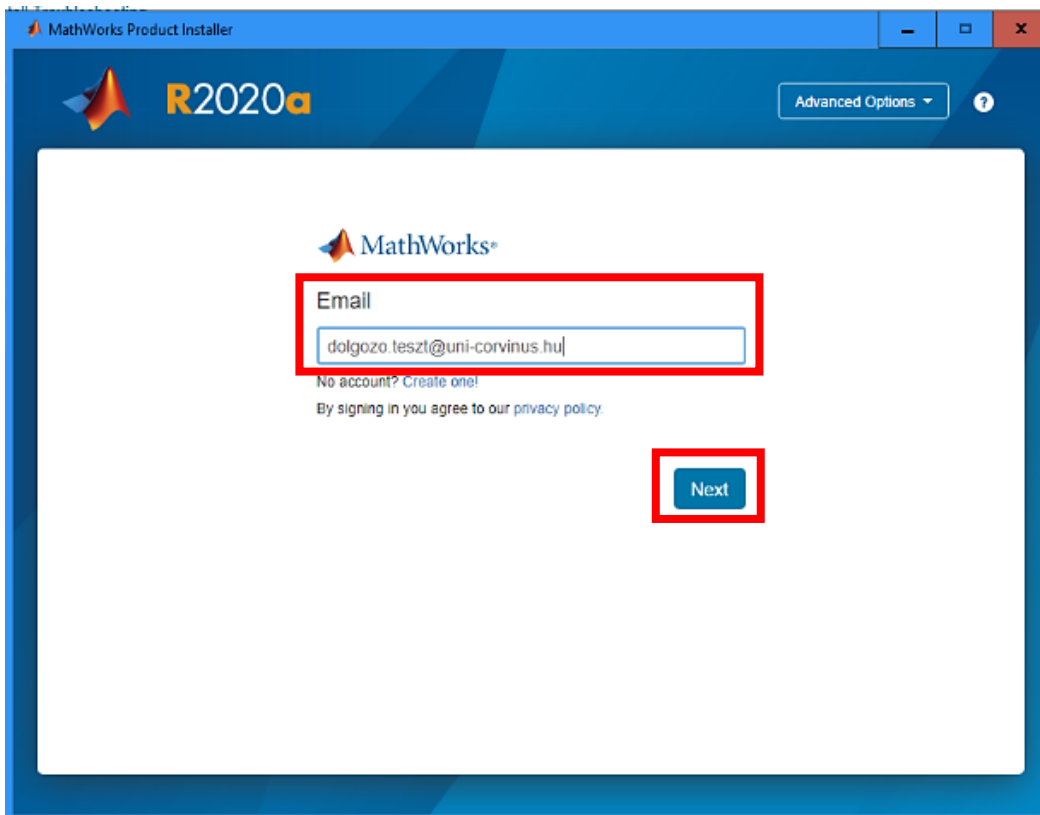 MathWorks Product Installer
R2020a
Advanced Options
?
MathWorks®
Email
dolgozo.teszt@uni-corvinus.hu
No account? Create one!
By signing in you agree to our privacy policy.
Next